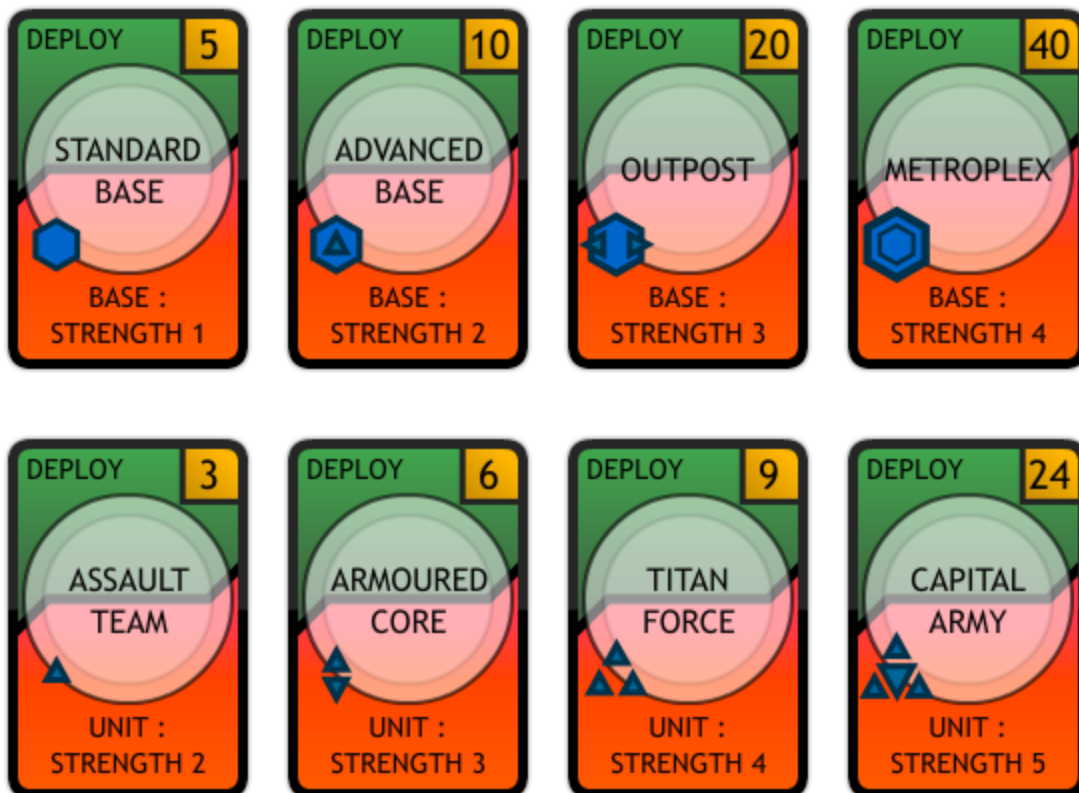 DEPLOY 5
STANDARD
BASE
BASE :
STRENGTH 1
DEPLOY 10
ADVANCED
BASE
BASE :
STRENGTH 2
DEPLOY 20
OUTPOST
BASE :
STRENGTH 3
DEPLOY 40
METROPLEX
BASE :
STRENGTH 4
DEPLOY 3
ASSAULT
TEAM
UNIT :
STRENGTH 2
DEPLOY 6
ARMOURED
CORE
UNIT :
STRENGTH 3
DEPLOY 9
TITAN
FORCE
UNIT :
STRENGTH 4
DEPLOY 24
CAPITAL
ARMY
UNIT :
STRENGTH 5